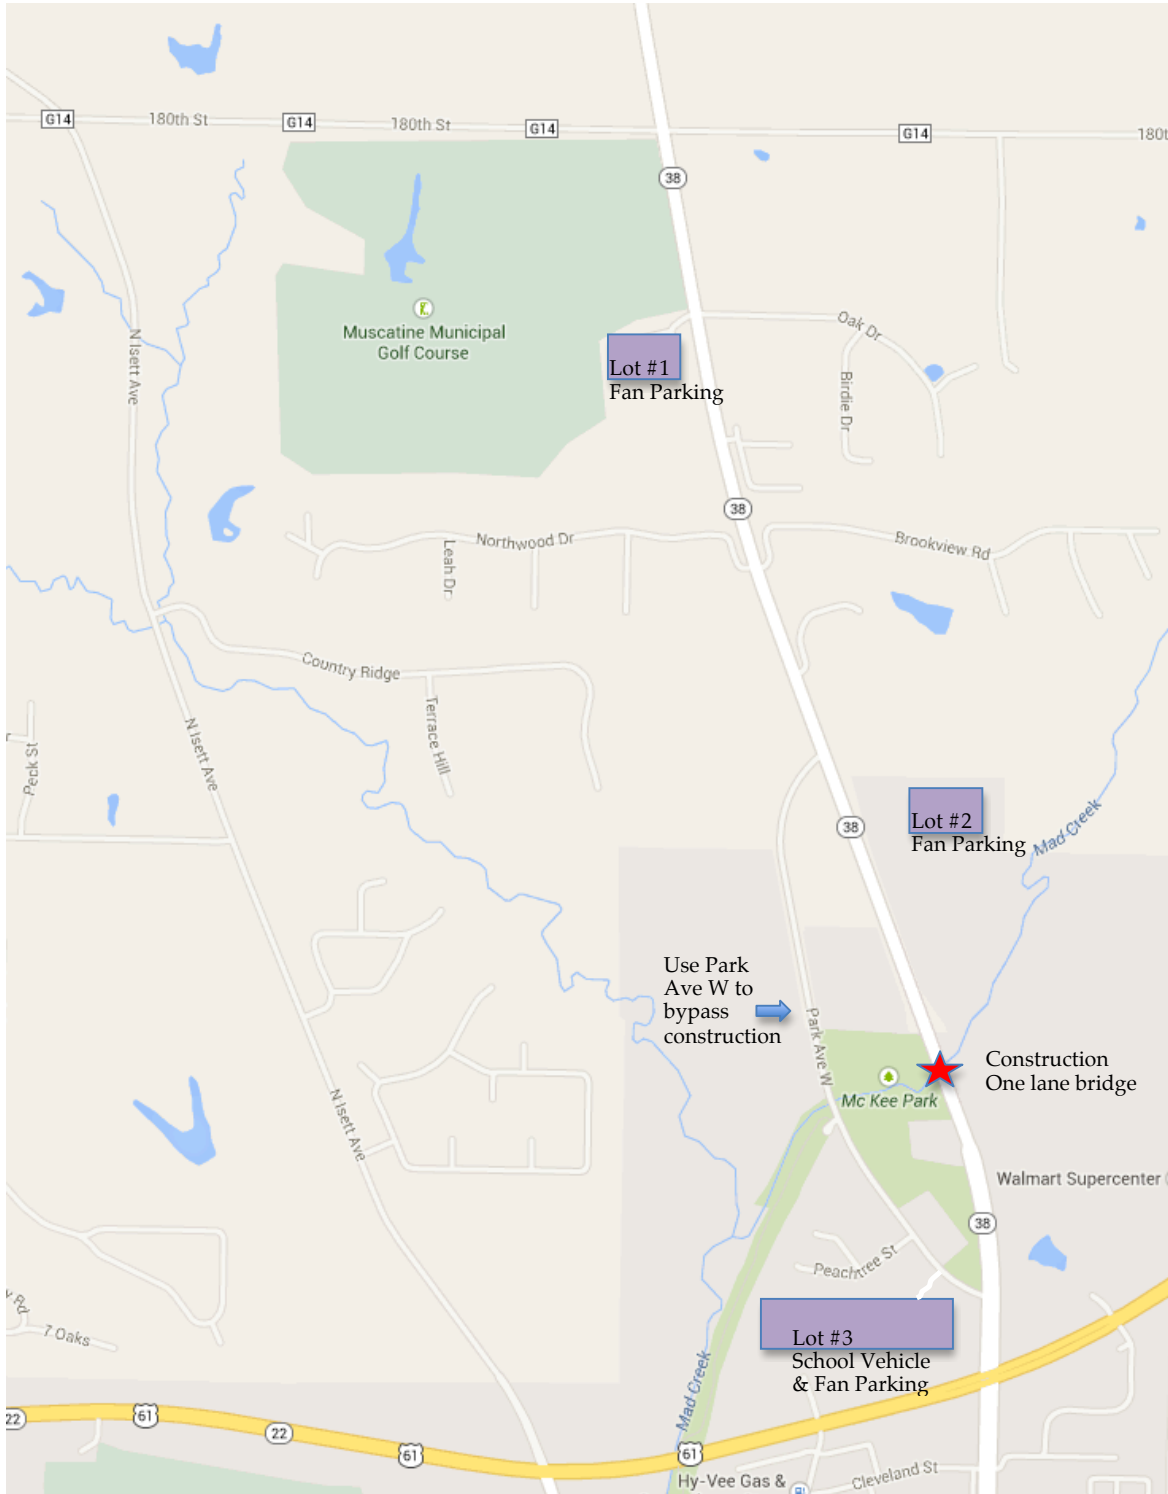 G14
180th St
G14
180th St
G14
G14
180t
38
Muscatine Municipal
Golf Course
N Isett Ave
Oak Dr
Birdie Dr
Lot #1
Fan Parking
38
Northwood Dr
Leah Dr
Brookview Rd
Country Ridge
Terrace Hill
N Isett Ave
Peck St
38
Lot #2
Fan Parking
Mad Creek
Use Park
Ave W to
bypass
construction
Park Ave W
Construction
One lane bridge
Mc Kee Park
N Isett Ave
Walmart Supercenter
38
Peachtree St
7 Oaks
Lot #3
School Vehicle
& Fan Parking
Mad Creek
22
61
22
61
61
Hy-Vee Gas &
Cleveland St